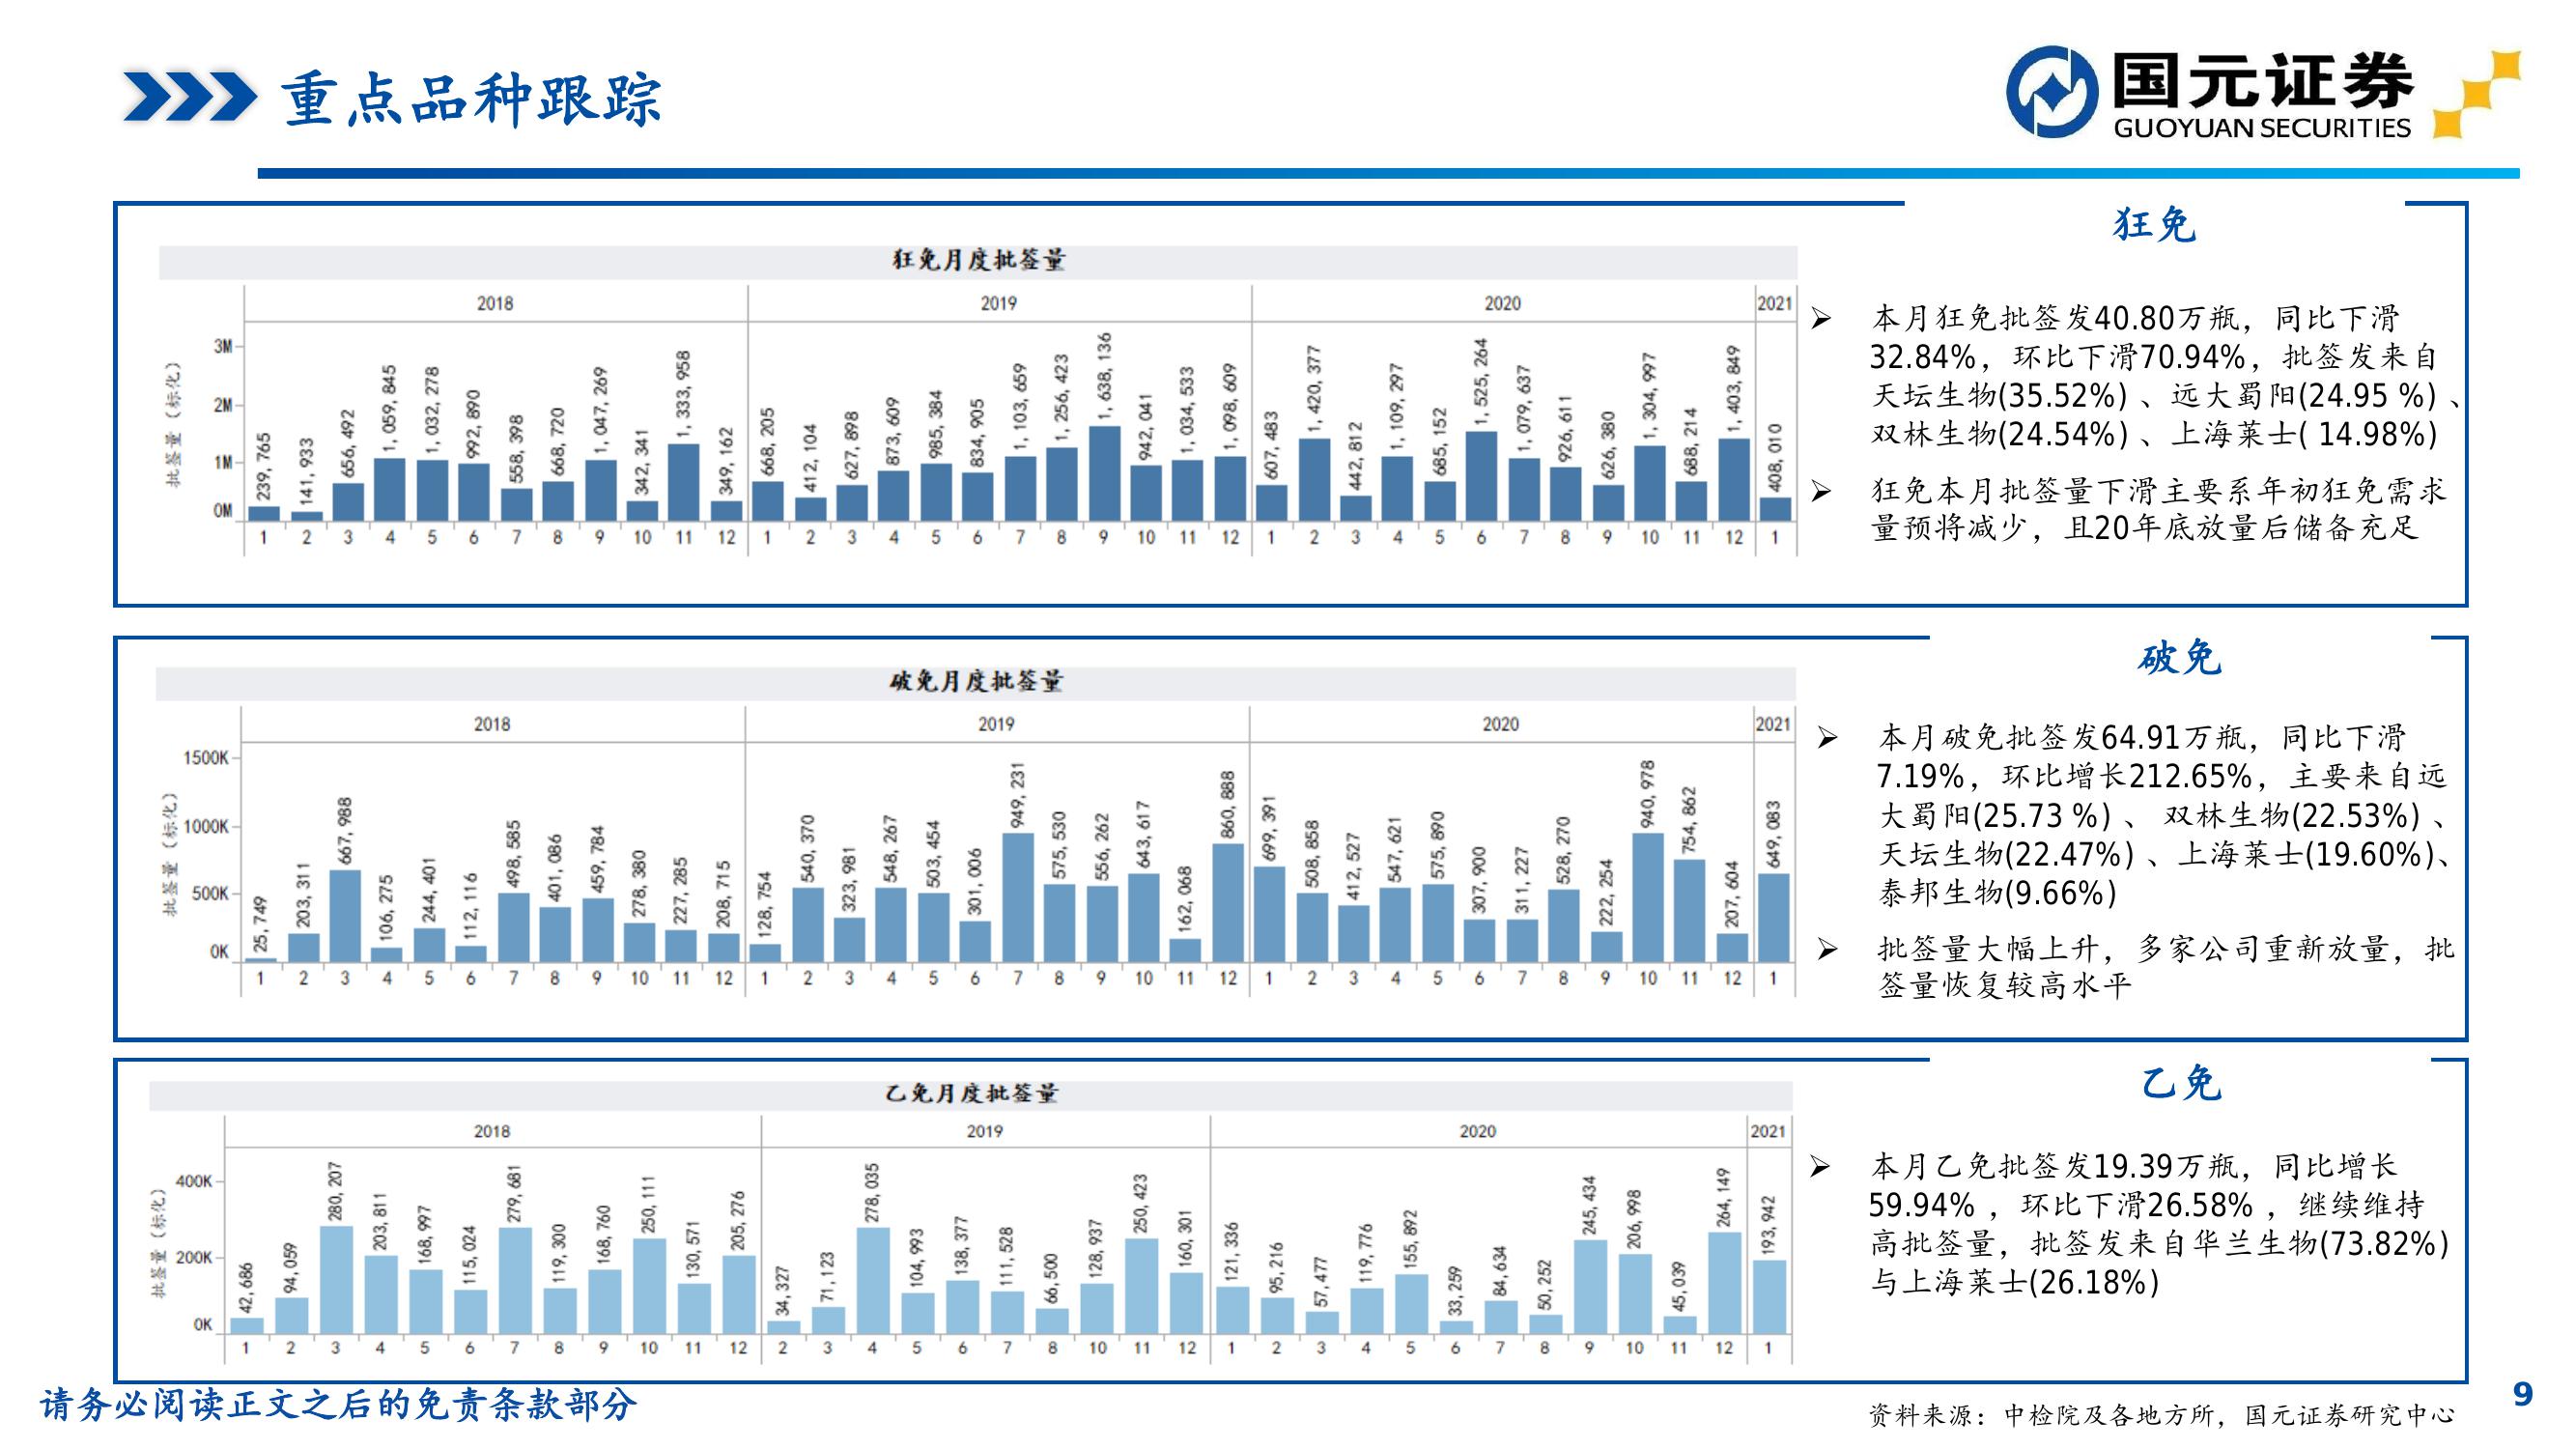 重点品种跟踪
国元证券
GUOYUAN SECURITIES
狂免
狂免月度批签量
2018 2019 2020 2021
批签量（标化）
3M
2M
1M
0M
239,765 141,933 656,492 1,059,845 1,032,278 992,890 558,398 668,720 1,047,269 342,341 1,333,958 349,162 668,205 412,104 627,898 873,609 985,384 834,905 1,103,659 1,256,423 1,638,136 942,041 1,034,533 1,098,609 607,483 1,420,377 442,812 1,109,297 685,152 1,525,264 1,079,637 926,611 626,380 1,304,997 688,214 1,403,849 408,010
1 2 3 4 5 6 7 8 9 10 11 12 1 2 3 4 5 6 7 8 9 10 11 12 1 2 3 4 5 6 7 8 9 10 11 12 1
➢ 本月狂免批签发40.80万瓶，同比下滑
32.84%，环比下滑70.94%，批签发来自
天坛生物(35.52%)、远大蜀阳(24.95 %)、
双林生物(24.54%)、上海莱士( 14.98%)
➢ 狂免本月批签量下滑主要系年初狂免需求
量预将减少，且20年底放量后储备充足
破免
破免月度批签量
2018 2019 2020 2021
批签量（标化）
1500K
1000K
500K
0K
25,749 203,311 667,988 106,275 244,401 112,116 498,585 401,086 459,784 278,380 227,285 208,715 128,754 540,370 323,981 548,267 503,454 301,006 949,231 575,530 556,262 643,617 162,068 860,888 699,391 508,858 412,527 547,621 575,890 307,900 311,227 528,270 222,254 940,978 754,862 207,604 649,083
1 2 3 4 5 6 7 8 9 10 11 12 1 2 3 4 5 6 7 8 9 10 11 12 1 2 3 4 5 6 7 8 9 10 11 12 1
➢ 本月破免批签发64.91万瓶，同比下滑
7.19%，环比增长212.65%，主要来自远
大蜀阳(25.73 %)、 双林生物(22.53%)、
天坛生物(22.47%)、上海莱士(19.60%)、
泰邦生物(9.66%)
➢ 批签量大幅上升，多家公司重新放量，批
签量恢复较高水平
乙免
乙免月度批签量
2018 2019 2020 2021
批签量（标化）
400K
200K
0K
42,686 94,059 280,207 203,811 168,997 115,024 279,681 119,300 168,760 250,111 130,571 205,276 34,327 71,123 278,035 104,993 138,377 111,528 66,500 128,937 250,423 160,301 121,336 95,216 57,477 119,776 155,892 33,259 84,634 50,252 245,434 206,998 45,039 264,149 193,942
1 2 3 4 5 6 7 8 9 10 11 12 2 3 4 5 6 7 8 10 11 12 1 2 3 4 5 6 7 8 9 10 11 12 1
➢ 本月乙免批签发19.39万瓶，同比增长
59.94% ，环比下滑26.58% ，继续维持
高批签量，批签发来自华兰生物(73.82%)
与上海莱士(26.18%)
请务必阅读正文之后的免责条款部分
资料来源：中检院及各地方所，国元证券研究中心
9